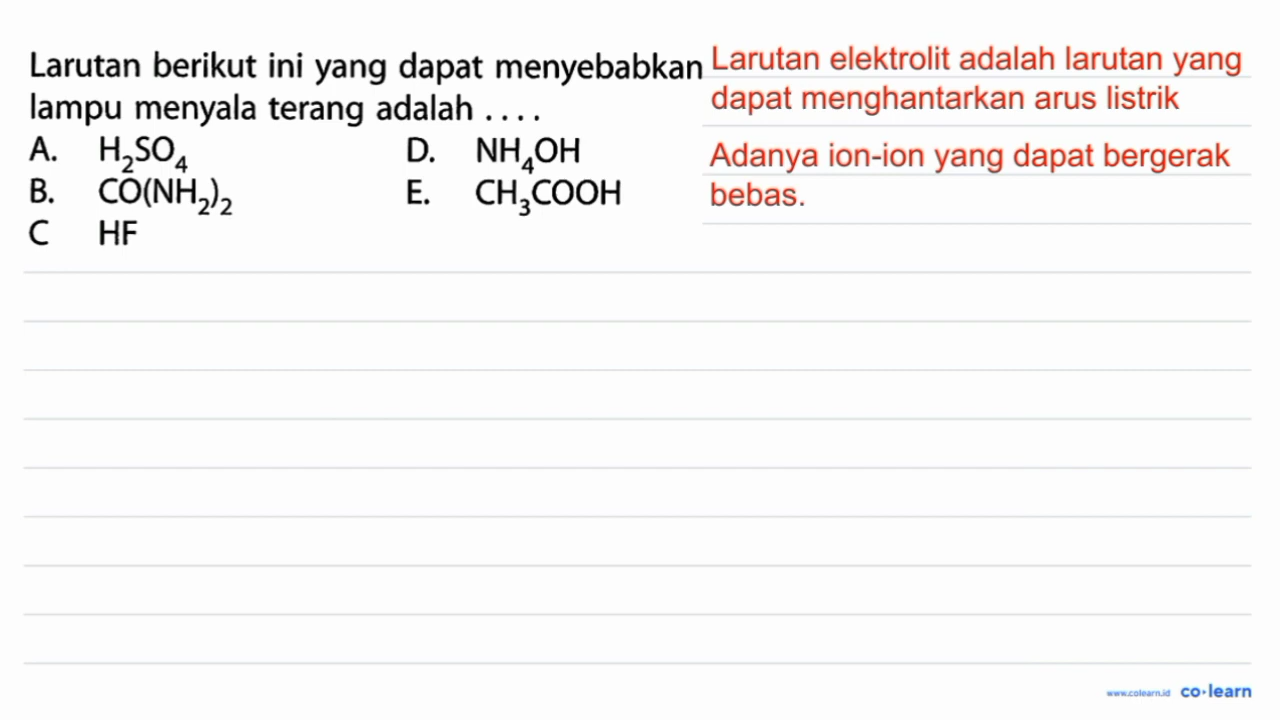 Larutan berikut ini yang dapat menyebabkan
lampu menyala terang adalah . . . .
A. H₂SO₄
B. CO(NH₂)₂
C HF
D. NH₄OH
E. CH₃COOH
Larutan elektrolit adalah larutan yang
dapat menghantarkan arus listrik
Adanya ion-ion yang dapat bergerak
bebas.
www.colearn.id co·learn